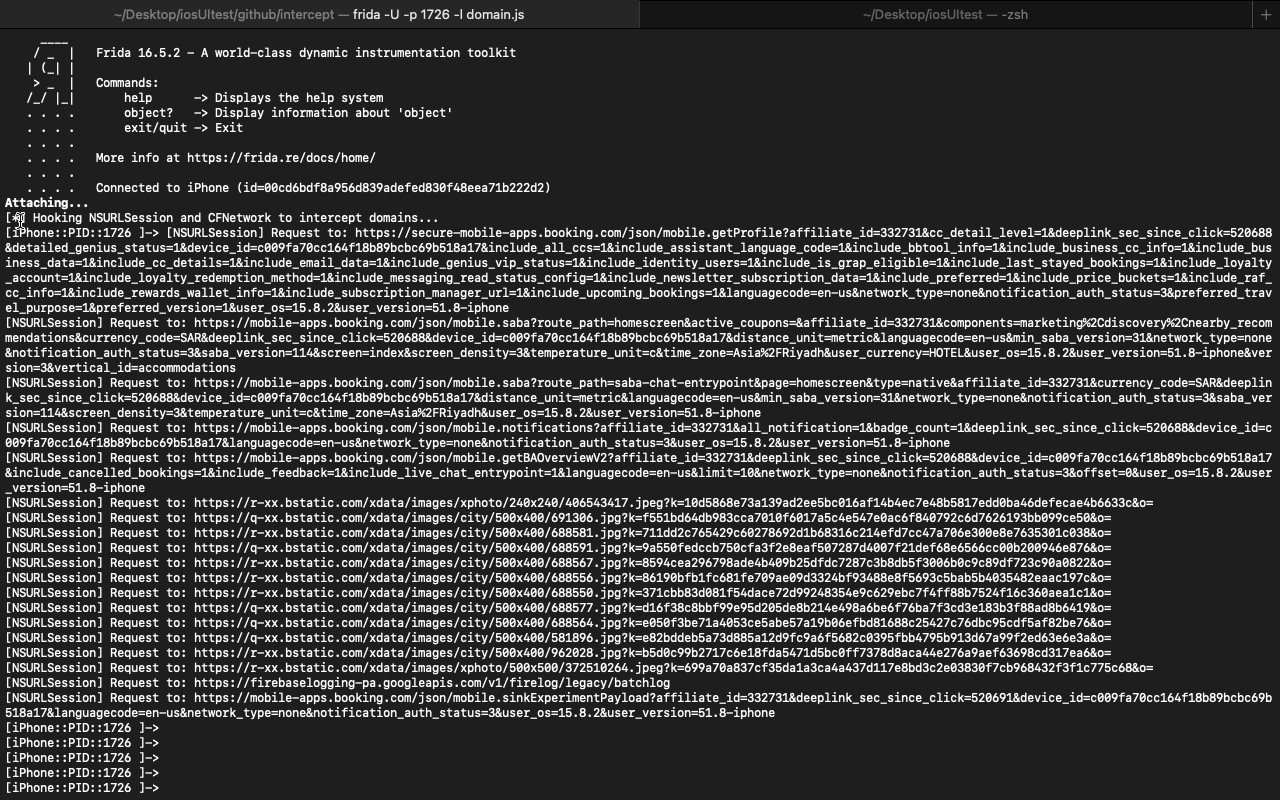 ~/Desktop/iosUItest/github/intercept — frida -U -p 1726 -l domain.js
~/Desktop/iosUItest — -zsh
+
____
/ _  |   Frida 16.5.2 - A world-class dynamic instrumentation toolkit
| (_| |
> _  |   Commands:
/_/ |_|       help      -> Displays the help system
. . . .       object?   -> Display information about 'object'
. . . .       exit/quit -> Exit
. . . .
. . . .   More info at https://frida.re/docs/home/
. . . .
. . . .   Connected to iPhone (id=00cd6bdf8a956d839adefed830f48eea71b222d2)
Attaching...
[*] Hooking NSURLSession and CFNetwork to intercept domains...
[iPhone::PID::1726 ]-> [NSURLSession] Request to: https://secure-mobile-apps.booking.com/json/mobile.getProfile?affiliate_id=332731&cc_detail_level=1&deeplink_sec_since_click=520688
&detailed_genius_status=1&device_id=c009fa70cc164f18b89bcbc69b518a17&include_all_ccs=1&include_assistant_language_code=1&include_bbtool_info=1&include_business_cc_info=1&include_bus
iness_data=1&include_cc_details=1&include_email_data=1&include_genius_vip_status=1&include_identity_users=1&include_is_grap_eligible=1&include_last_stayed_bookings=1&include_loyalty
_account=1&include_loyalty_redemption_method=1&include_messaging_read_status_config=1&include_newsletter_subscription_data=1&include_preferred=1&include_price_buckets=1&include_raf_
cc_info=1&include_rewards_wallet_info=1&include_subscription_manager_url=1&include_upcoming_bookings=1&languagecode=en-us&network_type=none&notification_auth_status=3&preferred_trav
el_purpose=1&preferred_version=1&user_os=15.8.2&user_version=51.8-iphone
[NSURLSession] Request to: https://mobile-apps.booking.com/json/mobile.saba?route_path=homescreen&active_coupons=&affiliate_id=332731&components=marketing%2Cdiscovery%2Cnearby_recom
mendations&currency_code=SAR&deeplink_sec_since_click=520688&device_id=c009fa70cc164f18b89bcbc69b518a17&distance_unit=metric&languagecode=en-us&min_saba_version=31&network_type=none
&notification_auth_status=3&saba_version=114&screen=index&screen_density=3&temperature_unit=c&time_zone=Asia%2FRiyadh&user_currency=HOTEL&user_os=15.8.2&user_version=51.8-iphone&ver
sion=3&vertical_id=accommodations
[NSURLSession] Request to: https://mobile-apps.booking.com/json/mobile.saba?route_path=saba-chat-entrypoint&page=homescreen&type=native&affiliate_id=332731&currency_code=SAR&deeplin
k_sec_since_click=520688&device_id=c009fa70cc164f18b89bcbc69b518a17&distance_unit=metric&languagecode=en-us&min_saba_version=31&network_type=none&notification_auth_status=3&saba_ver
sion=114&screen_density=3&temperature_unit=c&time_zone=Asia%2FRiyadh&user_os=15.8.2&user_version=51.8-iphone
[NSURLSession] Request to: https://mobile-apps.booking.com/json/mobile.notifications?affiliate_id=332731&all_notification=1&badge_count=1&deeplink_sec_since_click=520688&device_id=c
009fa70cc164f18b89bcbc69b518a17&languagecode=en-us&network_type=none&notification_auth_status=3&user_os=15.8.2&user_version=51.8-iphone
[NSURLSession] Request to: https://mobile-apps.booking.com/json/mobile.getBAOverviewV2?affiliate_id=332731&deeplink_sec_since_click=520688&device_id=c009fa70cc164f18b89bcbc69b518a17
&include_cancelled_bookings=1&include_feedback=1&include_live_chat_entrypoint=1&languagecode=en-us&limit=10&network_type=none&notification_auth_status=3&offset=0&user_os=15.8.2&user
_version=51.8-iphone
[NSURLSession] Request to: https://r-xx.bstatic.com/xdata/images/xphoto/240x240/406543417.jpeg?k=10d5868e73a139ad2ee5bc016af14b4ec7e48b5817edd0ba46defecae4b6633c&o=
[NSURLSession] Request to: https://q-xx.bstatic.com/xdata/images/city/500x400/691306.jpg?k=f551bd64db983cca7010f6017a5c4e547e0ac6f840792c6d7626193bb099ce50&o=
[NSURLSession] Request to: https://r-xx.bstatic.com/xdata/images/city/500x400/688581.jpg?k=711dd2c765429c60278692d1b68316c214efd7cc47a706e300e8e7635301c038&o=
[NSURLSession] Request to: https://q-xx.bstatic.com/xdata/images/city/500x400/688591.jpg?k=9a550fedccb750cfa3f2e8eaf507287d4007f21def68e6566cc00b200946e876&o=
[NSURLSession] Request to: https://r-xx.bstatic.com/xdata/images/city/500x400/688567.jpg?k=8594cea296798ade4b409b25dfdc7287c3b8db5f3006b0c9c89df723c90a0822&o=
[NSURLSession] Request to: https://r-xx.bstatic.com/xdata/images/city/500x400/688556.jpg?k=86190bfb1fc681fe709ae09d3324bf93488e8f5693c5bab5b4035482eaac197c&o=
[NSURLSession] Request to: https://r-xx.bstatic.com/xdata/images/city/500x400/688550.jpg?k=371cbb83d081f54dace72d99248354e9c629ebc7f4ff88b7524f16c360aea1c1&o=
[NSURLSession] Request to: https://q-xx.bstatic.com/xdata/images/city/500x400/688577.jpg?k=d16f38c8bbf99e95d205de8b214e498a6be6f76ba7f3cd3e183b3f88ad8b6419&o=
[NSURLSession] Request to: https://q-xx.bstatic.com/xdata/images/city/500x400/688564.jpg?k=e050f3be71a4053ce5abe57a19b06efbd81688c25427c76dbc95cdf5af82be76&o=
[NSURLSession] Request to: https://q-xx.bstatic.com/xdata/images/city/500x400/581896.jpg?k=e82bddeb5a73d885a12d9fc9a6f5682c0395fbb4795b913d67a99f2ed63e6e3a&o=
[NSURLSession] Request to: https://r-xx.bstatic.com/xdata/images/city/500x400/962028.jpg?k=b5d0c99b2717c6e18fda5471d5bc0ff7378d8aca44e276a9aef63698cd317ea6&o=
[NSURLSession] Request to: https://r-xx.bstatic.com/xdata/images/xphoto/500x500/372510264.jpeg?k=699a70a837cf35da1a3ca4a437d117e8bd3c2e03830f7cb968432f3f1c775c68&o=
[NSURLSession] Request to: https://firebaselogging-pa.googleapis.com/v1/firelog/legacy/batchlog
[NSURLSession] Request to: https://mobile-apps.booking.com/json/mobile.sinkExperimentPayload?affiliate_id=332731&deeplink_sec_since_click=520691&device_id=c009fa70cc164f18b89bcbc69b
518a17&languagecode=en-us&network_type=none&notification_auth_status=3&user_os=15.8.2&user_version=51.8-iphone
[iPhone::PID::1726 ]->
[iPhone::PID::1726 ]->
[iPhone::PID::1726 ]->
[iPhone::PID::1726 ]->
[iPhone::PID::1726 ]->